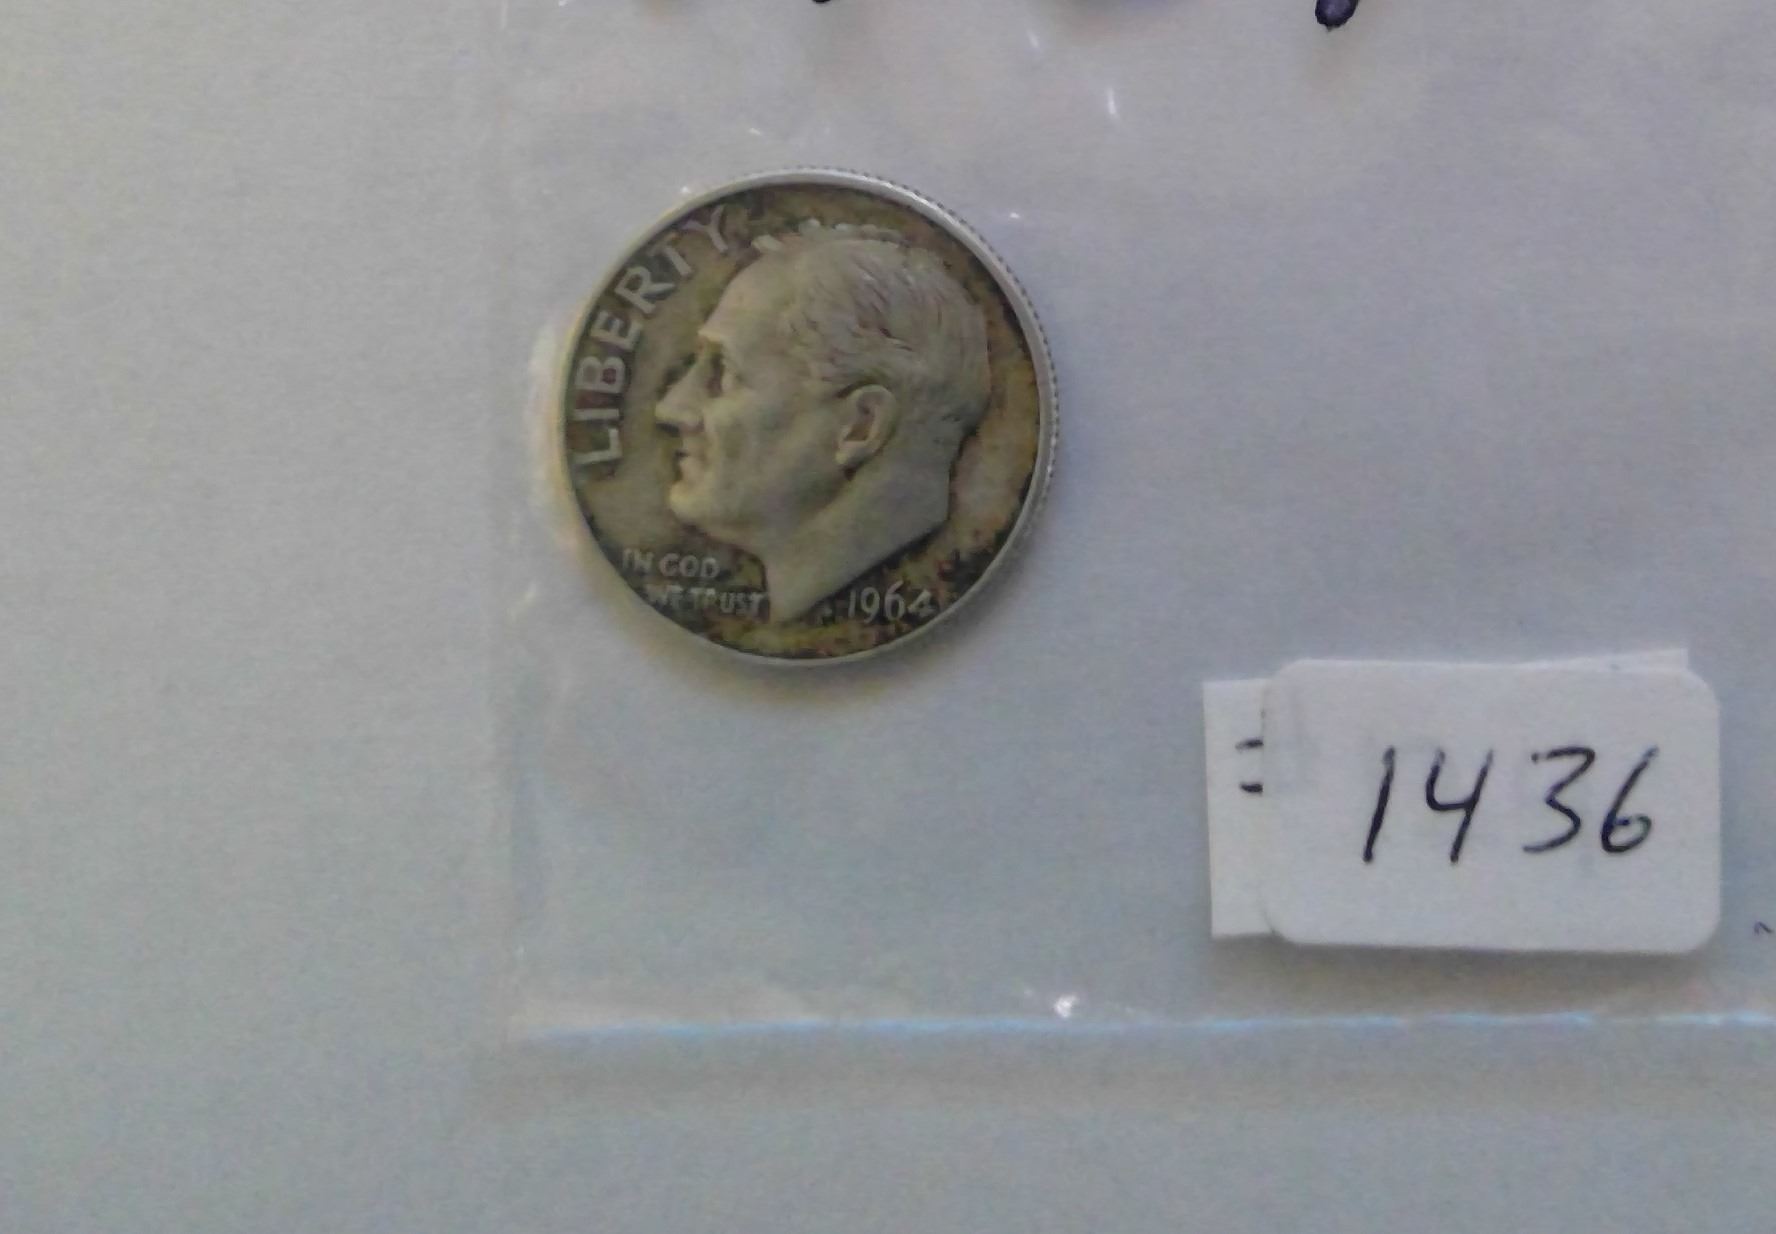 LIBERTY
IN GOD
WE TRUST
1964
1436